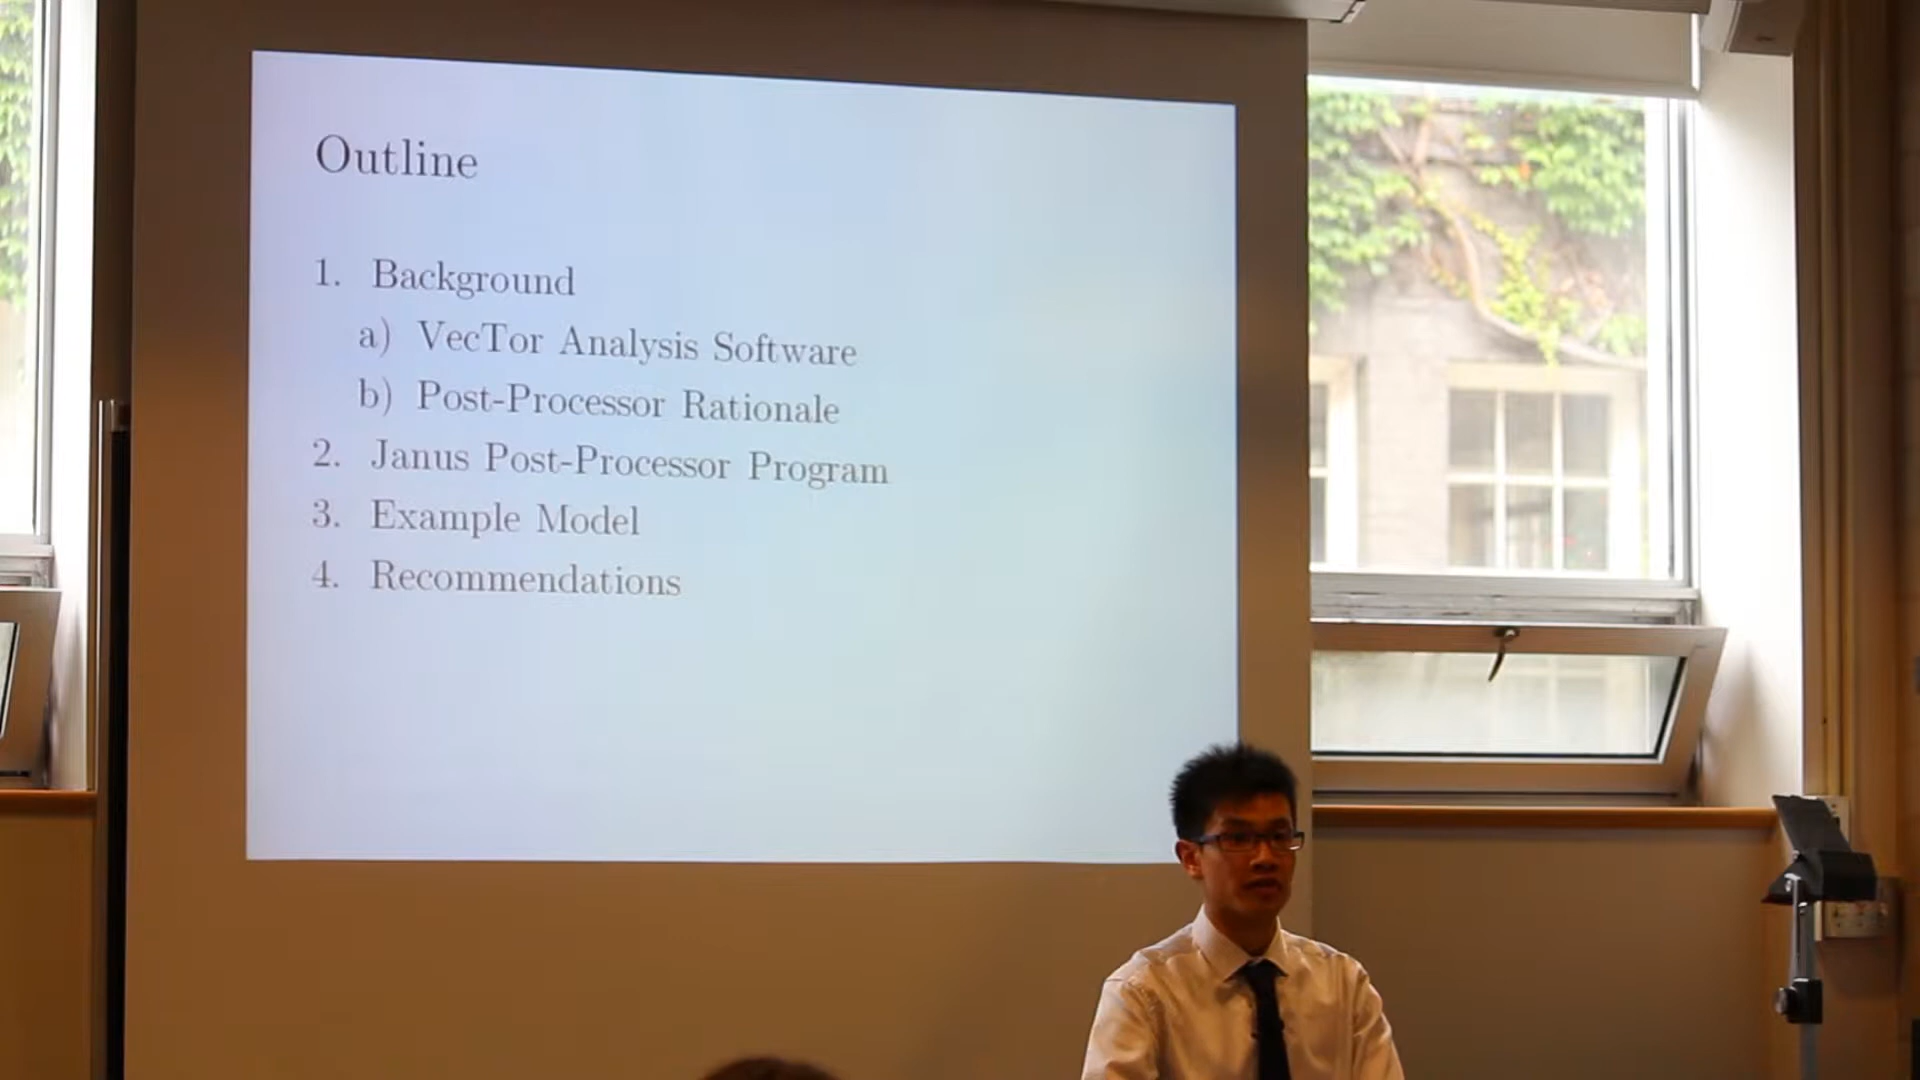 Outline
1. Background
a) VecTor Analysis Software
b) Post-Processor Rationale
2. Janus Post-Processor Program
3. Example Model
4. Recommendations